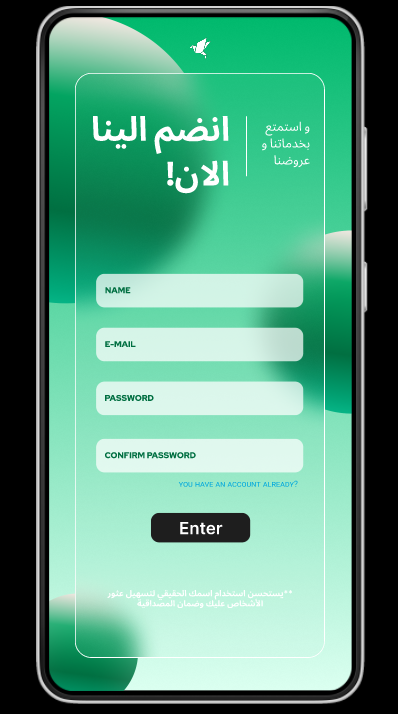 انضم الينا
الان!
و استمتع
بخدماتنا و
عروضنا
NAME
E-MAIL
PASSWORD
CONFIRM PASSWORD
YOU HAVE AN ACCOUNT ALREADY?
Enter
**يستحسن استخدام اسمك الحقيقي لتسهيل عثور
الأشخاص عليك وضمان المصداقية